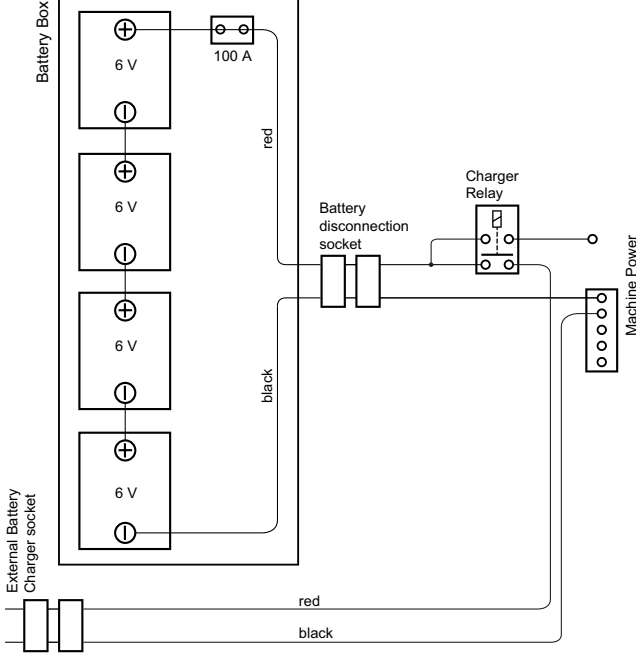 Battery Box
6 V
100 A
red
6 V
Charger
Relay
Battery
disconnection
socket
Machine Power
6 V
black
6 V
External Battery
Charger socket
red
black